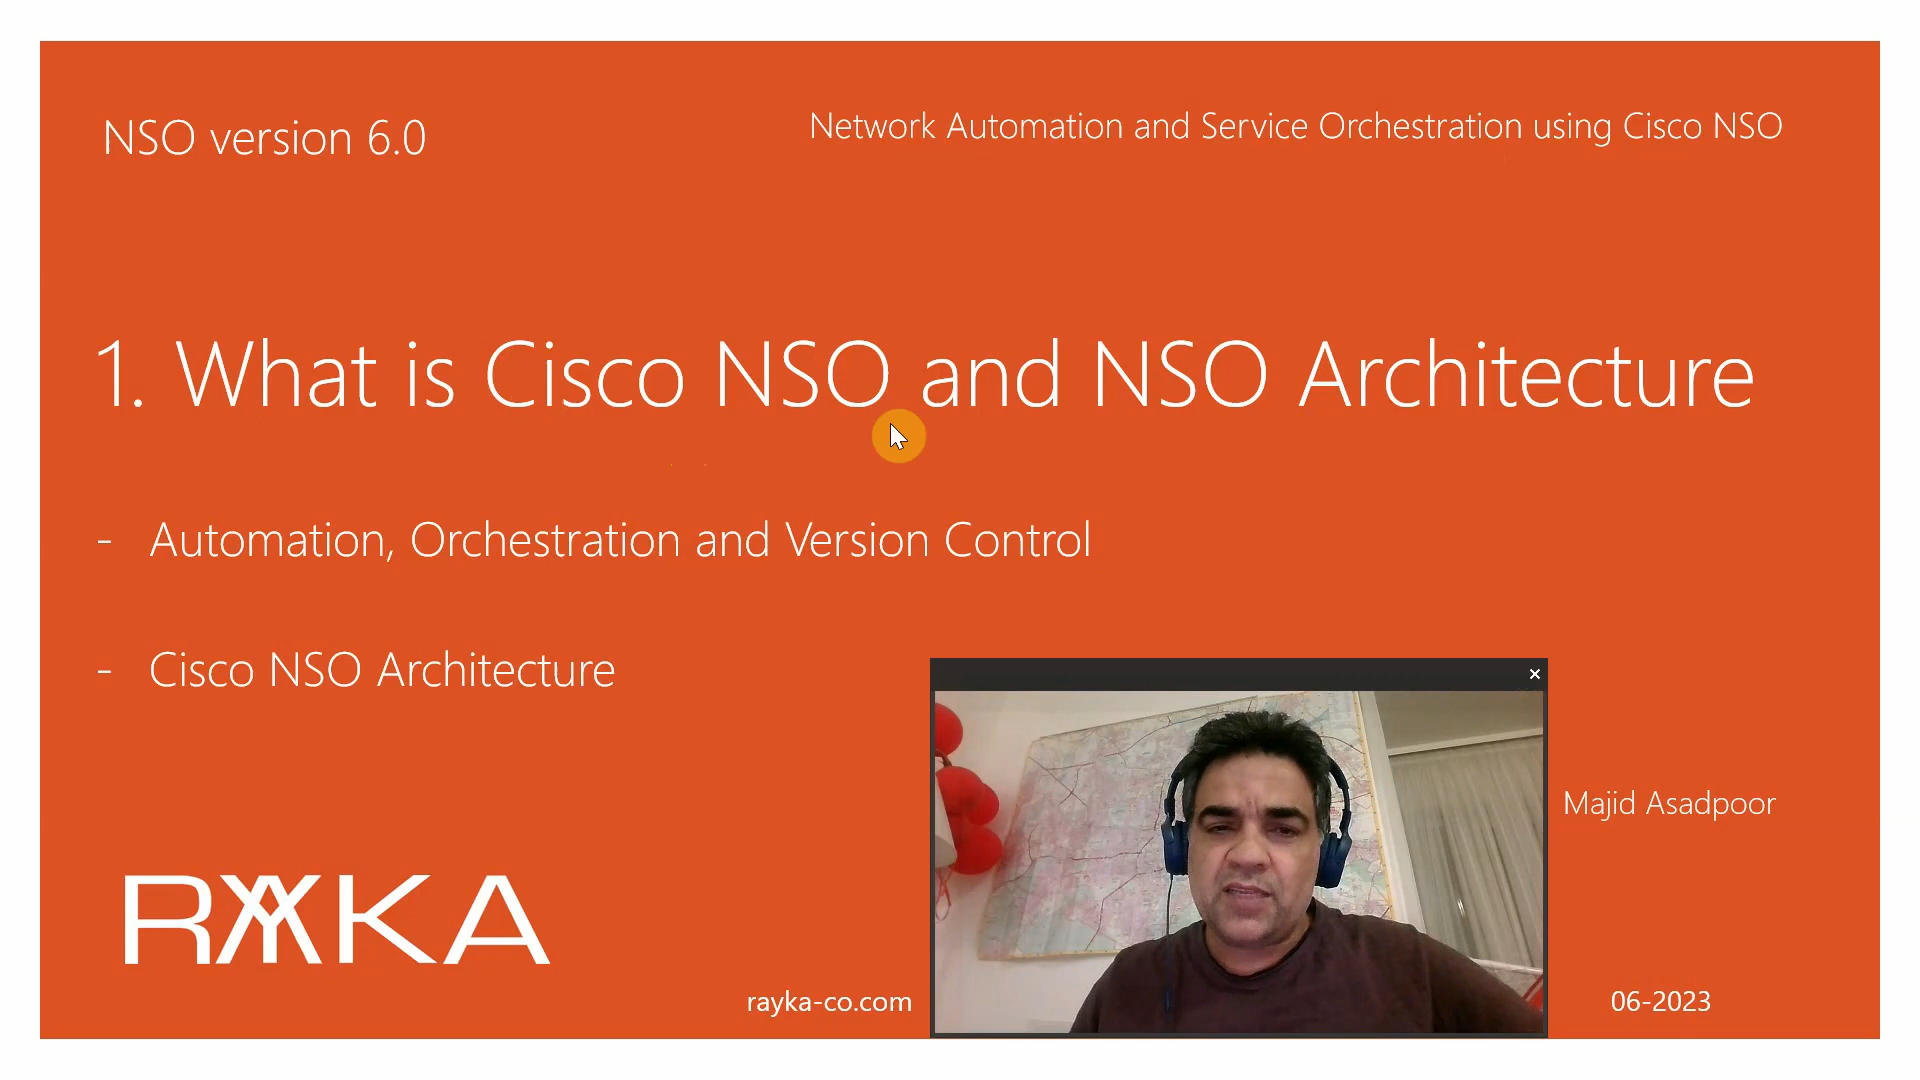 NSO version 6.0
Network Automation and Service Orchestration using Cisco NSO
1. What is Cisco NSO and NSO Architecture
- Automation, Orchestration and Version Control
- Cisco NSO Architecture
Majid Asadpoor
RAYKA
rayka-co.com
06-2023